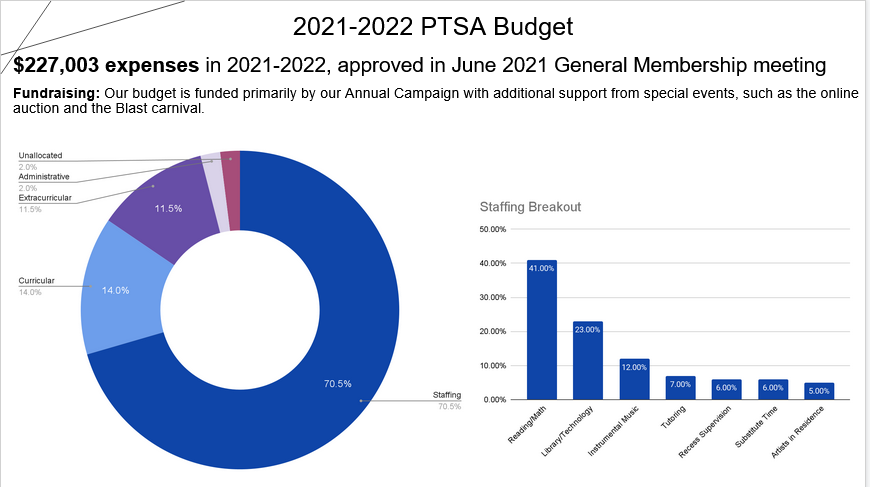 2021-2022 PTSA Budget
$227,003 expenses in 2021-2022, approved in June 2021 General Membership meeting
Fundraising: Our budget is funded primarily by our Annual Campaign with additional support from special events, such as the online
auction and the Blast carnival.
Unallocated
2.0%
Administrative
2.0%
Extracurricular
11.5%
11.5%
Curricular
14.0%
14.0%
70.5%
Staffing
70.5%
Staffing Breakout
50.00%
40.00%
30.00%
20.00%
10.00%
0.00%
41.00%
23.00%
12.00%
7.00%
6.00%
6.00%
5.00%
Reading/Math
Library/Technology
Instrumental Music
Tutoring
Recess Supervision
Substitute Time
Artists in Residence